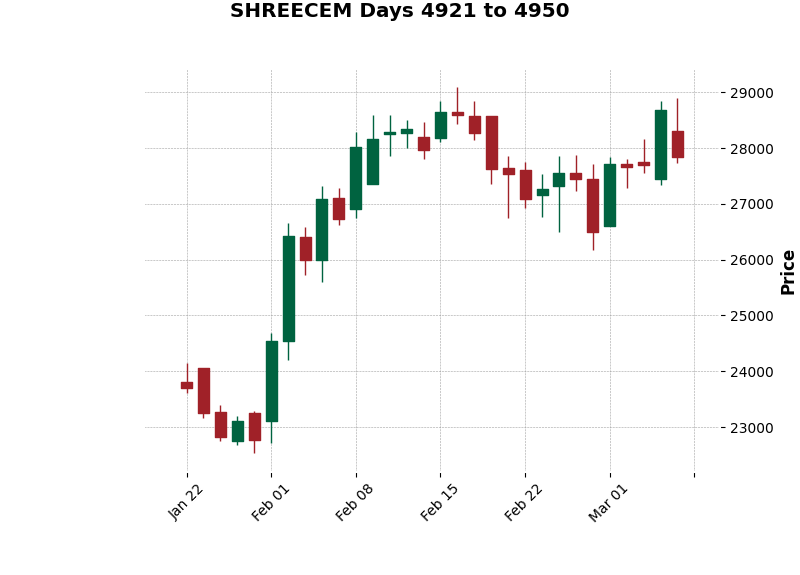 SHREECEM Days 4921 to 4950
29000
28000
27000
26000
25000
24000
23000
Price
Jan 22
Feb 01
Feb 08
Feb 15
Feb 22
Mar 01